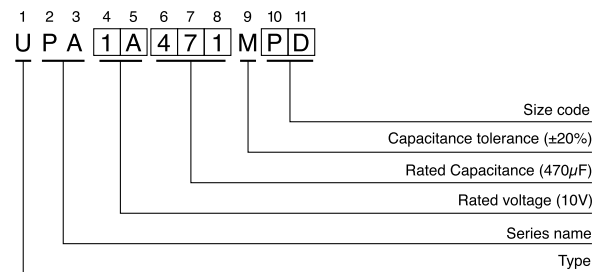 1 2 3 4 5 6 7 8 9 10 11
U P A 1 A 4 7 1 M P D
Size code
Capacitance tolerance (±20%)
Rated Capacitance (470µF)
Rated voltage (10V)
Series name
Type